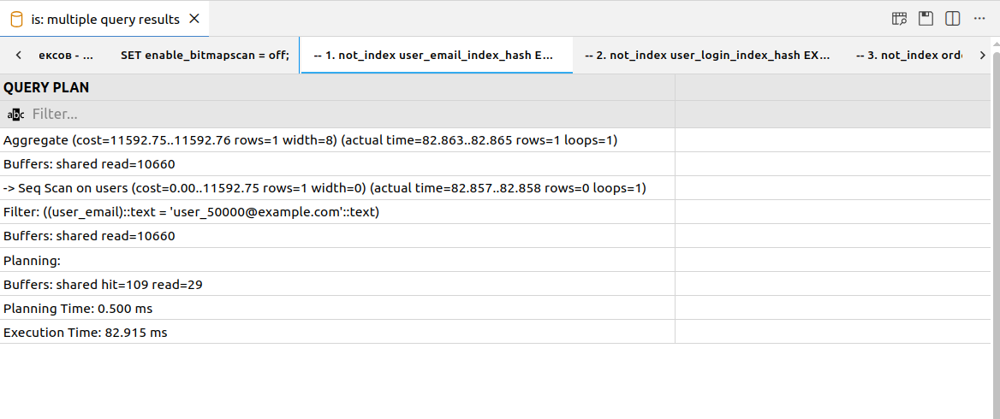 is: multiple query results
ексов - ...
SET enable_bitmapscan = off;
-- 1. not_index user_email_index_hash E...
-- 2. not_index user_login_index_hash EX...
-- 3. not_index ord
QUERY PLAN
abc Filter...
Aggregate (cost=11592.75..11592.76 rows=1 width=8) (actual time=82.863..82.865 rows=1 loops=1)
Buffers: shared read=10660
-> Seq Scan on users (cost=0.00..11592.75 rows=1 width=0) (actual time=82.857..82.858 rows=0 loops=1)
Filter: ((user_email)::text = 'user_50000@example.com'::text)
Buffers: shared read=10660
Planning:
Buffers: shared hit=109 read=29
Planning Time: 0.500 ms
Execution Time: 82.915 ms